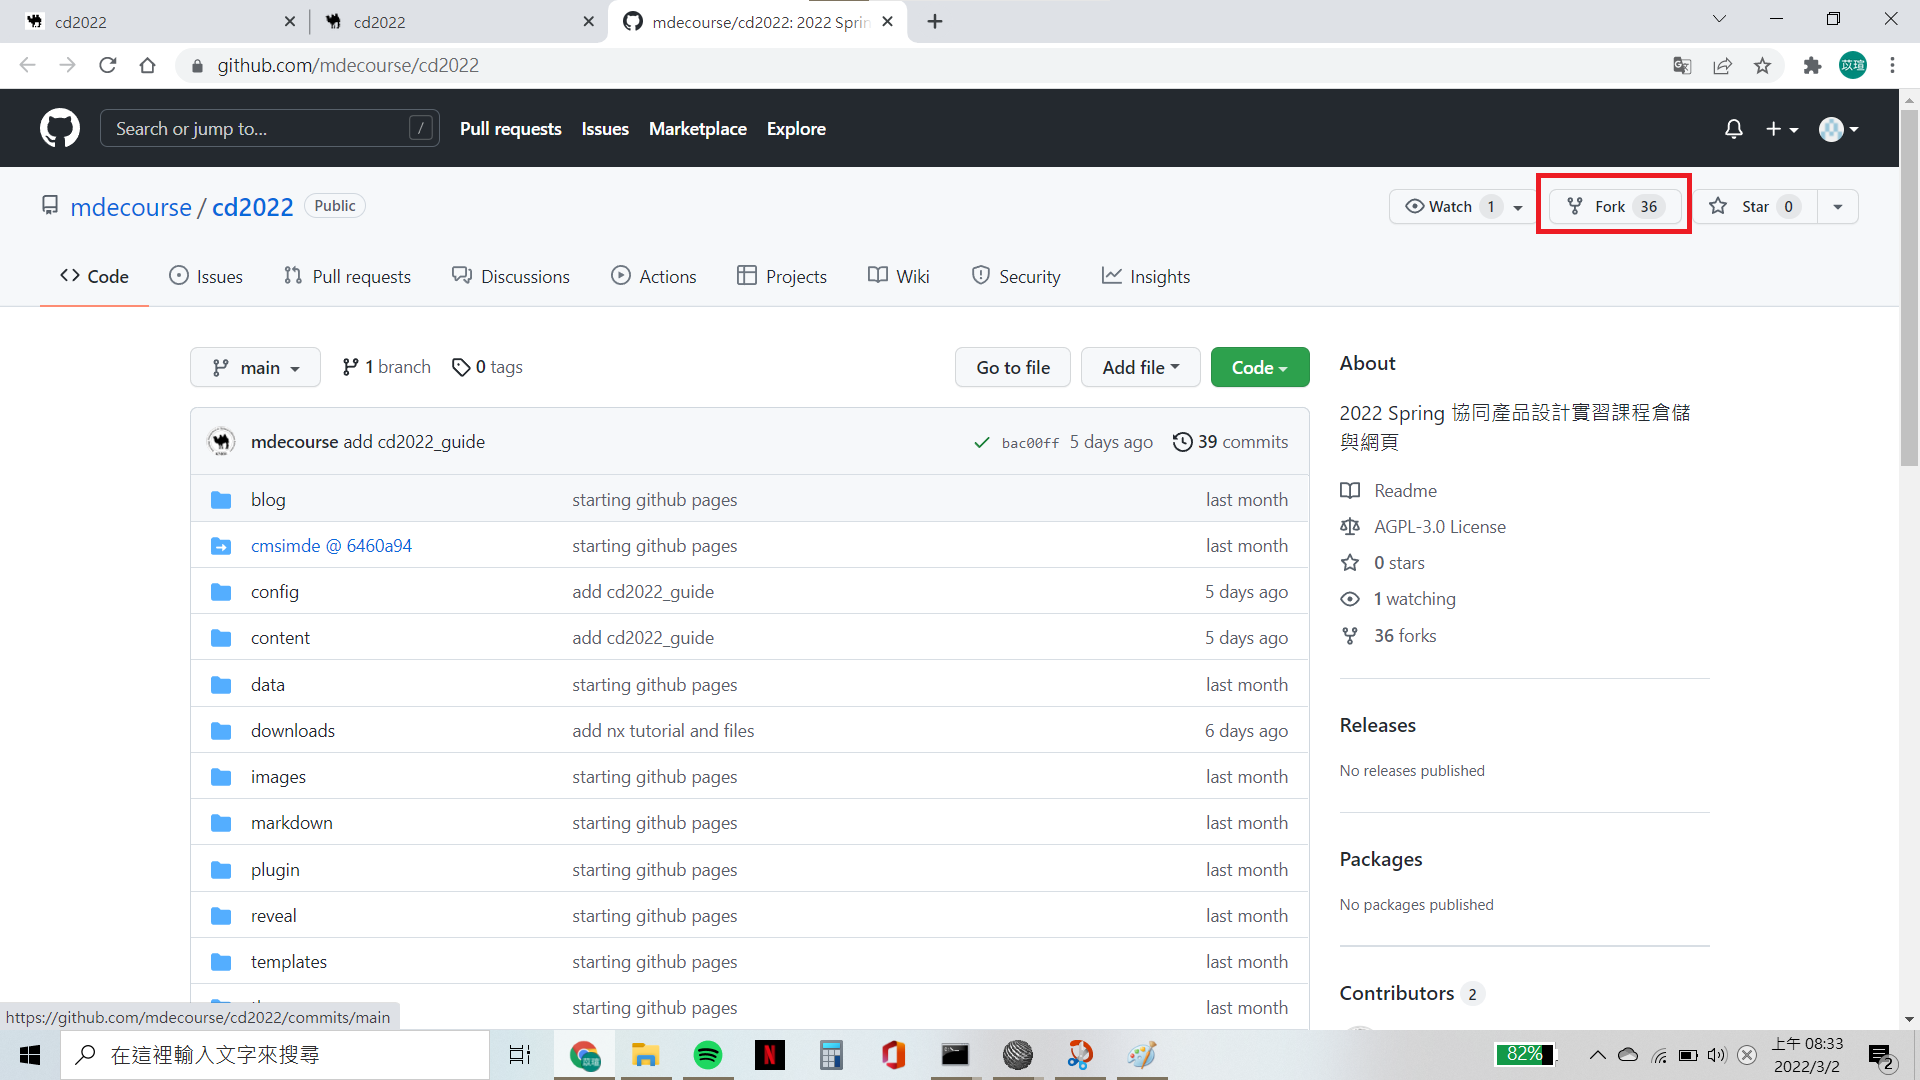 cd2022
cd2022
mdecourse/cd2022: 2022 Sprin
github.com/mdecourse/cd2022
苡瑄
Search or jump to...
/
Pull requests
Issues
Marketplace
Explore
mdecourse / cd2022
Public
Watch 1
Fork 36
Star 0
Code
Issues
Pull requests
Discussions
Actions
Projects
Wiki
Security
Insights
main
1 branch
0 tags
Go to file
Add file
Code
mdecourse add cd2022_guide
bac00ff 5 days ago
39 commits
blog starting github pages last month
cmsimde @ 6460a94 starting github pages last month
config add cd2022_guide 5 days ago
content add cd2022_guide 5 days ago
data starting github pages last month
downloads add nx tutorial and files 6 days ago
images starting github pages last month
markdown starting github pages last month
plugin starting github pages last month
reveal starting github pages last month
templates starting github pages last month
starting github pages last month
About
2022 Spring 協同產品設計實習課程倉儲
與網頁
Readme
AGPL-3.0 License
0 stars
1 watching
36 forks
Releases
No releases published
Packages
No packages published
Contributors 2
https://github.com/mdecourse/cd2022/commits/main
在這裡輸入文字來搜尋
82%
上午 08:33
2022/3/2
2